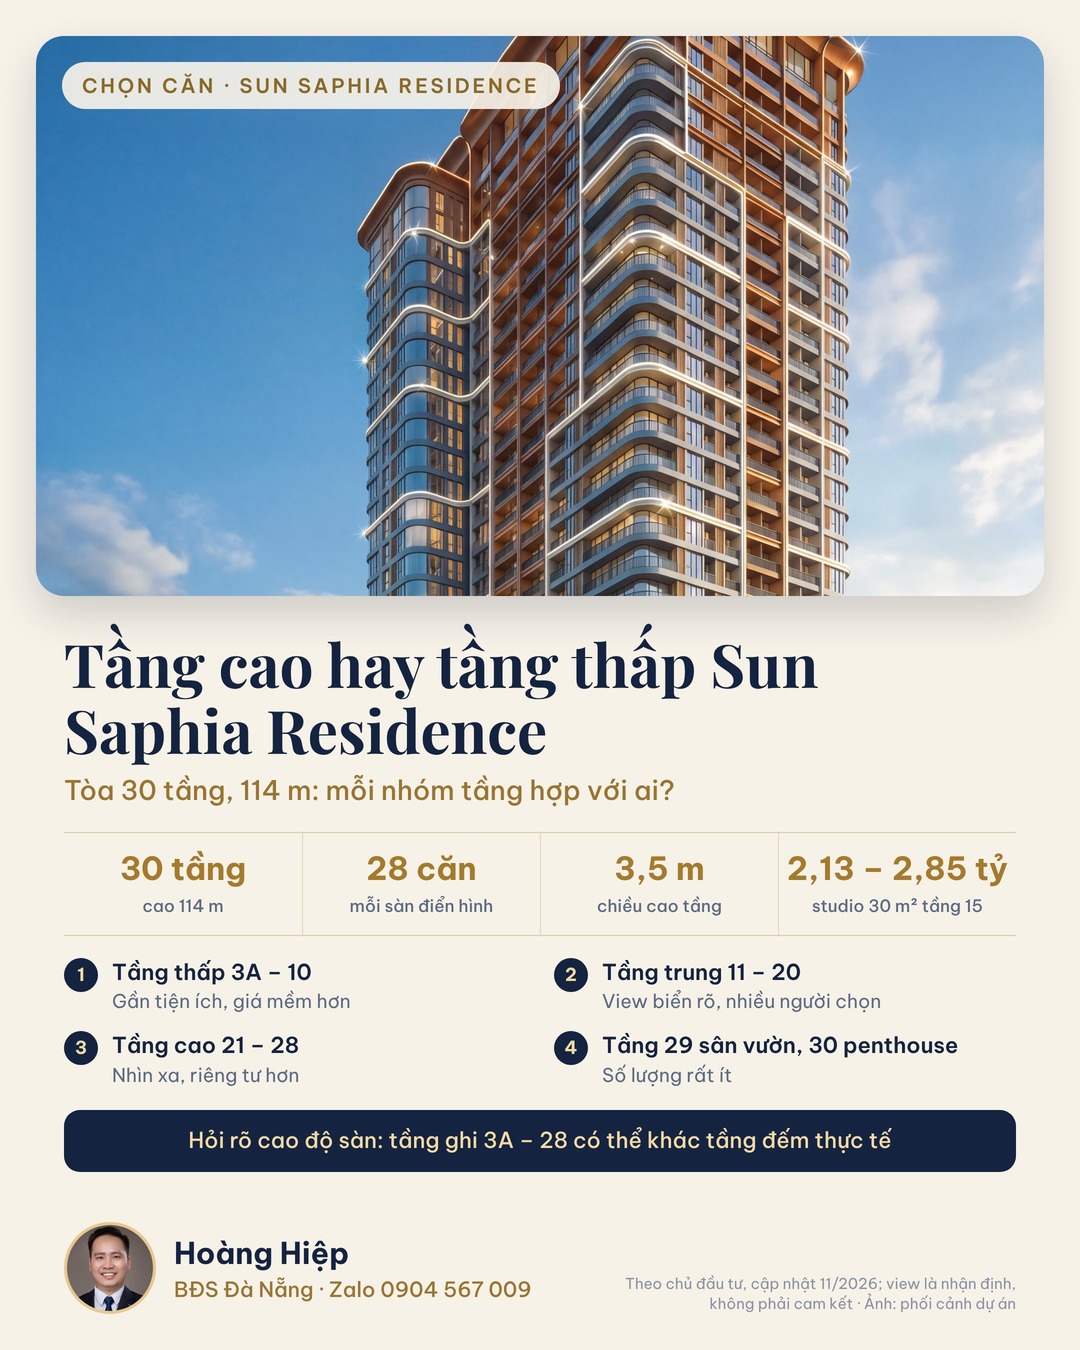 CHỌN CĂN · SUN SAPHIA RESIDENCE
Tầng cao hay tầng thấp Sun
Saphia Residence
Tòa 30 tầng, 114 m: mỗi nhóm tầng hợp với ai?
30 tầng
cao 114 m
28 căn
mỗi sàn điển hình
3,5 m
chiều cao tầng
2,13 – 2,85 tỷ
studio 30 m² tầng 15
1
Tầng thấp 3A – 10
Gần tiện ích, giá mềm hơn
2
Tầng trung 11 – 20
View biển rõ, nhiều người chọn
3
Tầng cao 21 – 28
Nhìn xa, riêng tư hơn
4
Tầng 29 sân vườn, 30 penthouse
Số lượng rất ít
Hỏi rõ cao độ sàn: tầng ghi 3A – 28 có thể khác tầng đếm thực tế
Hoàng Hiệp
BĐS Đà Nẵng · Zalo 0904 567 009
Theo chủ đầu tư, cập nhật 11/2026; view là nhận định,
không phải cam kết · Ảnh: phối cảnh dự án